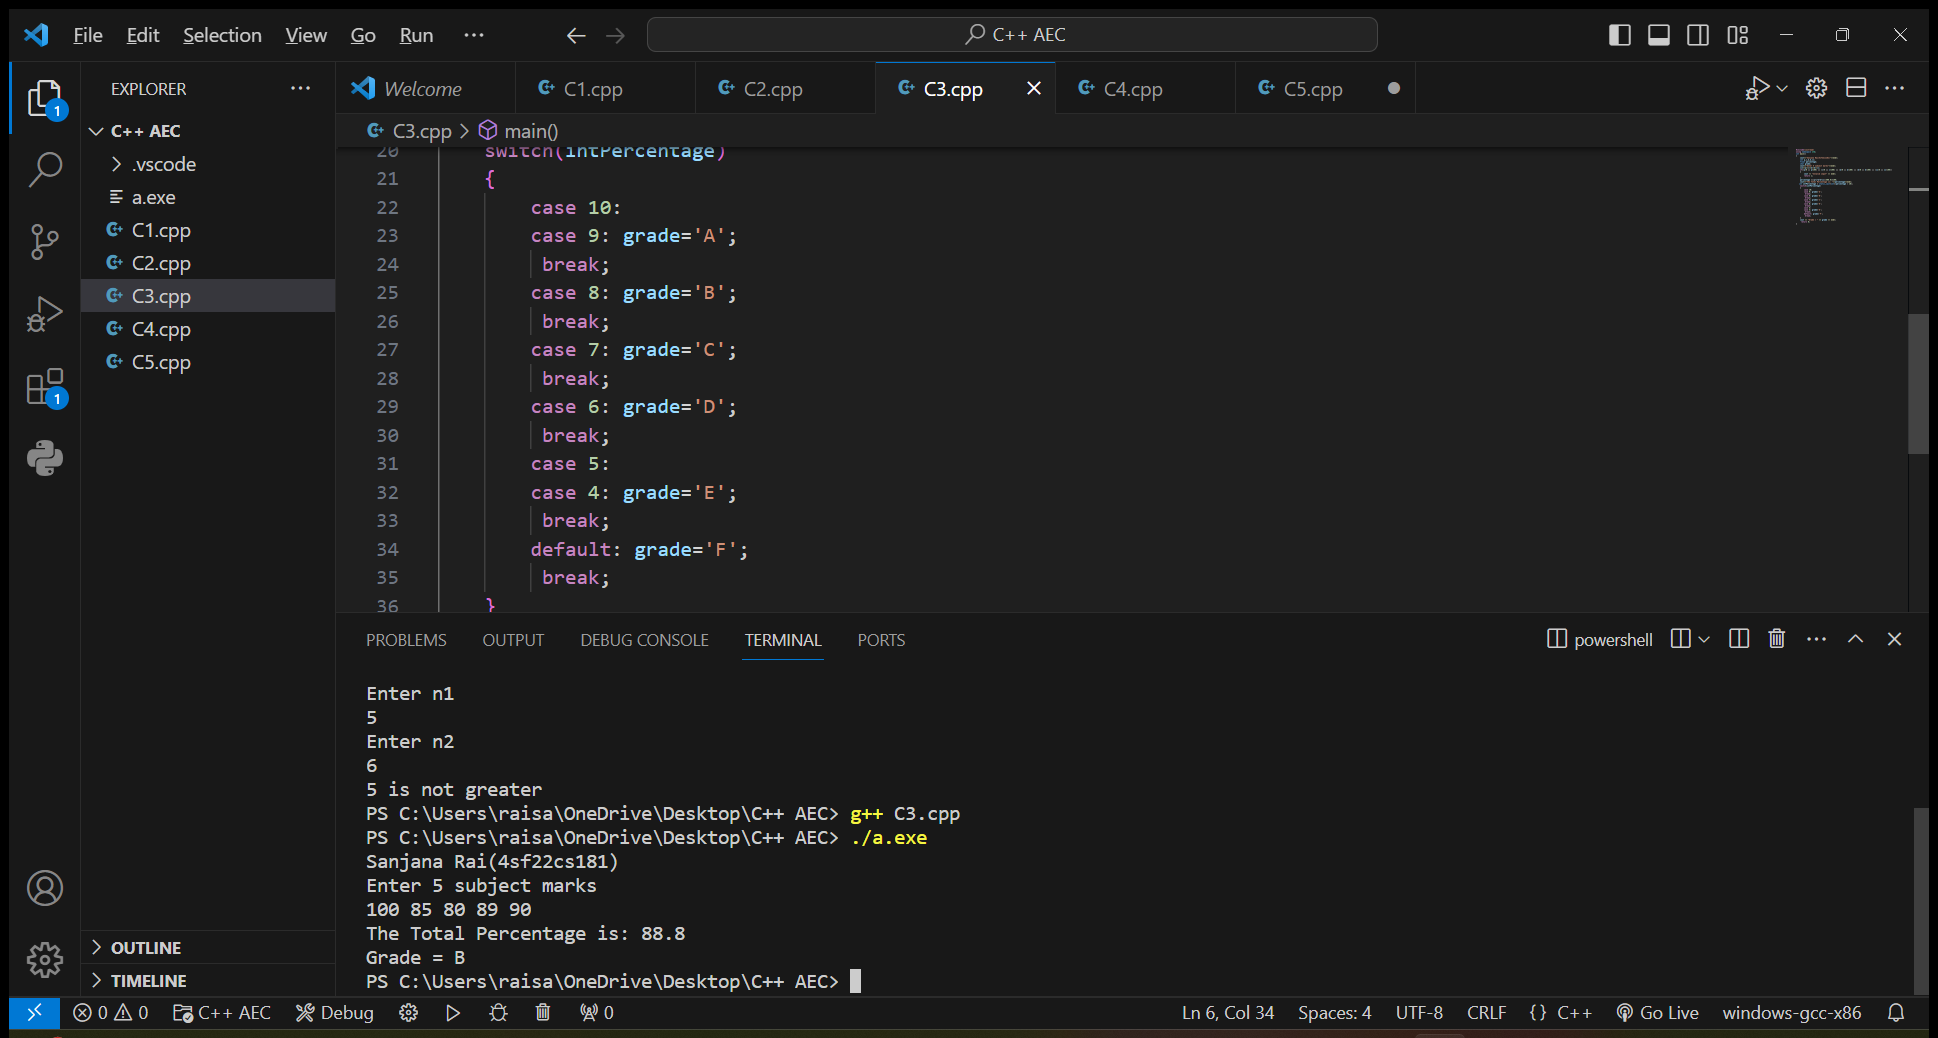 File Edit Selection View Go Run ··· C++ AEC
EXPLORER ···
Welcome C1.cpp C2.cpp C3.cpp C4.cpp C5.cpp
C3.cpp > main()
C++ AEC
.vscode
a.exe
C1.cpp
C2.cpp
C3.cpp
C4.cpp
C5.cpp
OUTLINE
TIMELINE
1
1
20 switch(intPercentage)
21 {
22 case 10:
23 case 9: grade='A';
24 break;
25 case 8: grade='B';
26 break;
27 case 7: grade='C';
28 break;
29 case 6: grade='D';
30 break;
31 case 5:
32 case 4: grade='E';
33 break;
34 default: grade='F';
35 break;
36 }
PROBLEMS OUTPUT DEBUG CONSOLE TERMINAL PORTS powershell
Enter n1
5
Enter n2
6
5 is not greater
PS C:\Users\raisa\OneDrive\Desktop\C++ AEC> g++ C3.cpp
PS C:\Users\raisa\OneDrive\Desktop\C++ AEC> ./a.exe
Sanjana Rai(4sf22cs181)
Enter 5 subject marks
100 85 80 89 90
The Total Percentage is: 88.8
Grade = B
PS C:\Users\raisa\OneDrive\Desktop\C++ AEC>
0 0 C++ AEC Debug 0 Ln 6, Col 34 Spaces: 4 UTF-8 CRLF {} C++ Go Live windows-gcc-x86